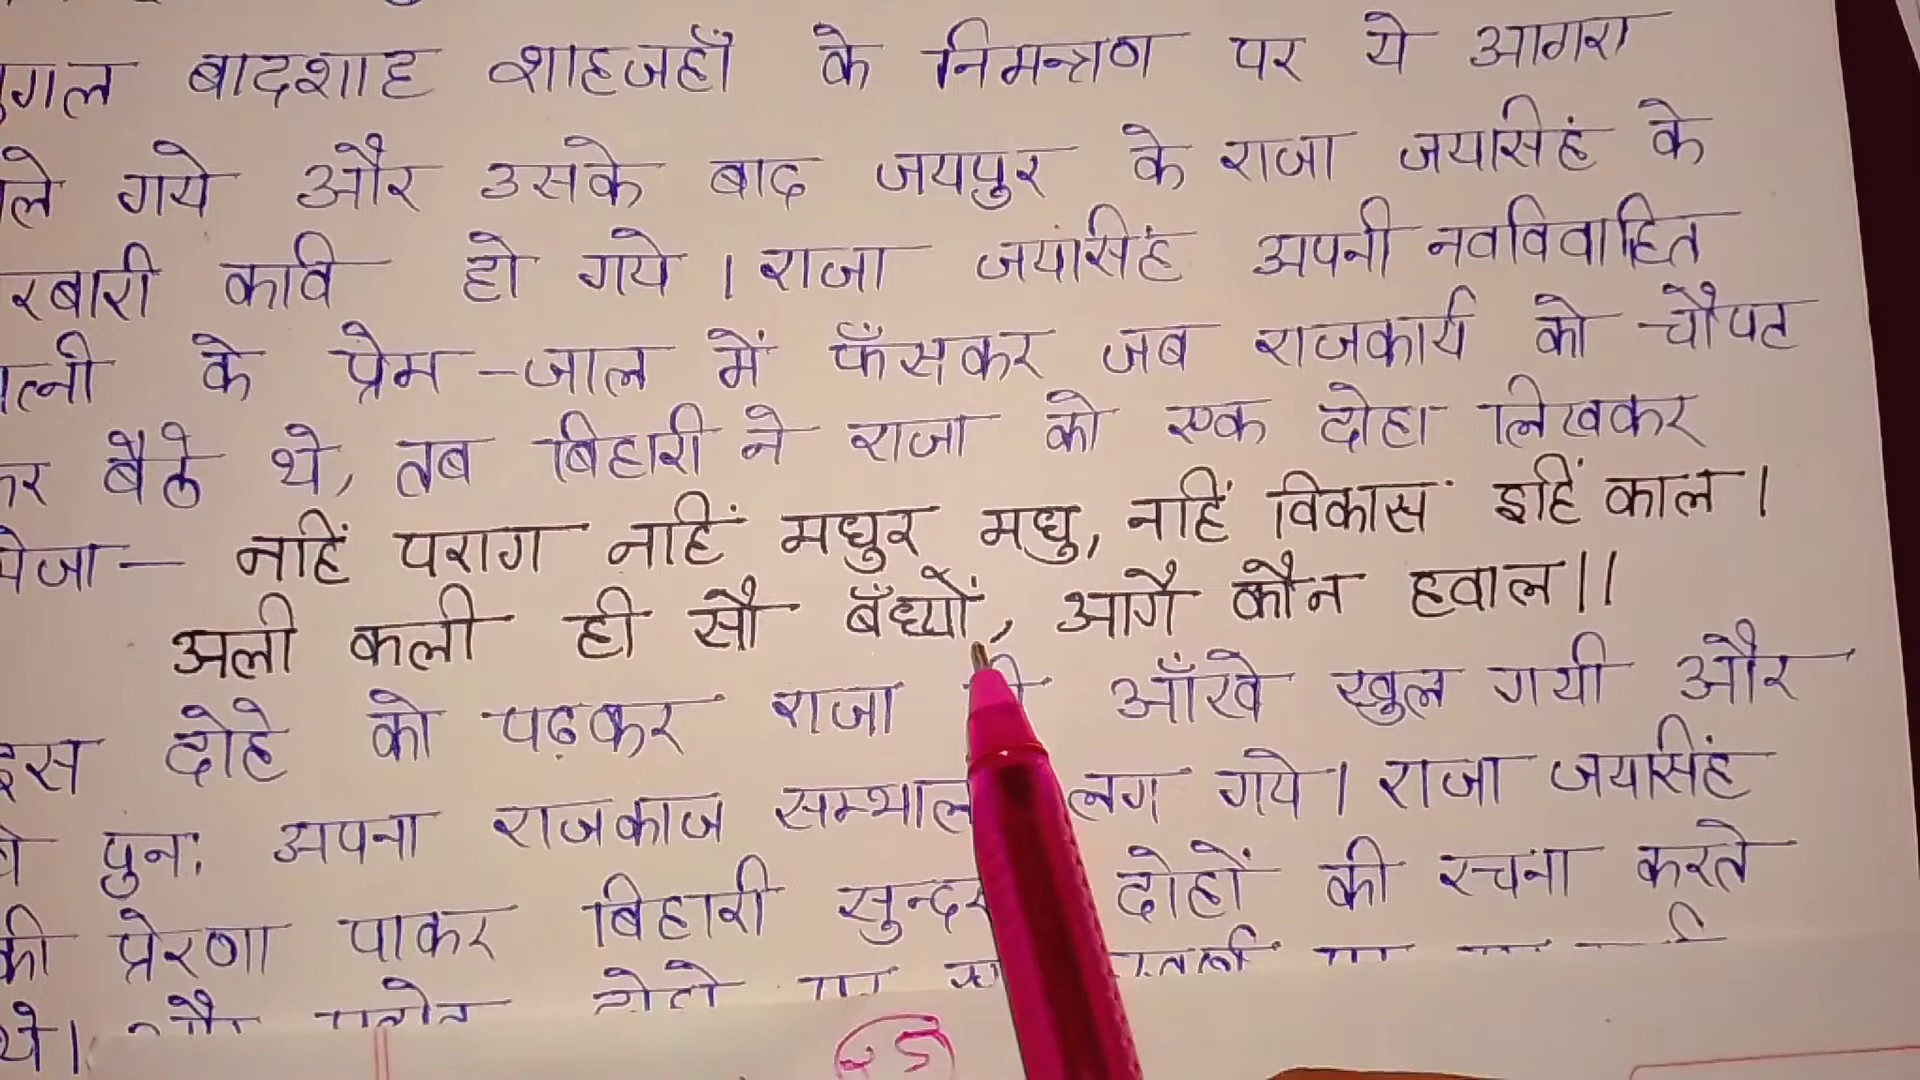 गल बादशाह शाहजहाँ के निमन्त्रण पर ये आगरा
ले गये और उसके बाद जयपुर के राजा जयसिहं के
रबारी कवि हो गये । राजा जयसिंह अपनी नवविवाहित
त्नी के प्रेम -जाल में फँसकर जब राजकार्य को चौपट
र बैठे थे, तब बिहारी ने राजा को एक दोहा लिखकर
ेजा - नहिं पराग नहिं मधुर मधु, नहिं विकास इहिं काल ।
अली कली ही सौ बँध्यों, आगै कौन हवाल ॥
इस दोहे को पढ़कर राजा आँखे खुल गयी और
पुनः अपना राजकाज सम्भाल लग गये । राजा जयसिंह
की प्रेरणा पाकर बिहारी सुन्दर दोहों की रचना करते
थे ।